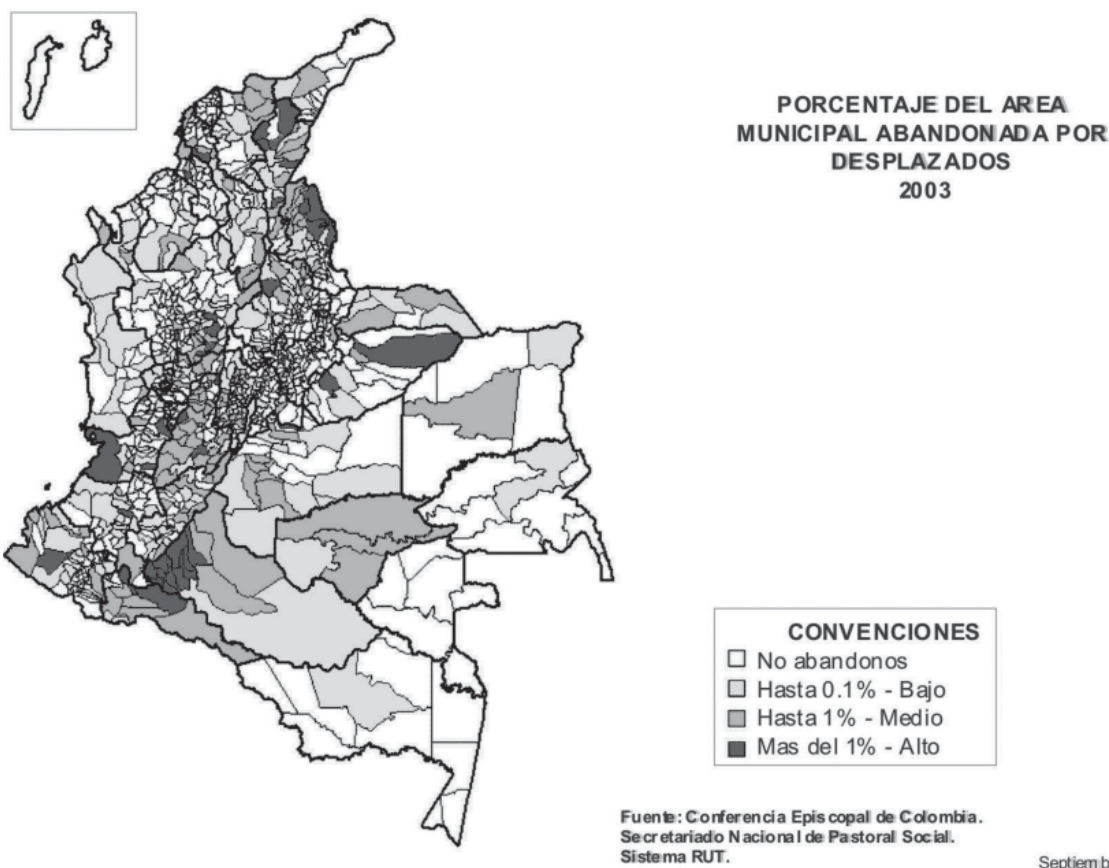 PORCENTAJE DEL AREA
MUNICIPAL ABANDONADA POR
DESPLAZADOS
2003
CONVENCIONES
No abandonos
Hasta 0.1% - Bajo
Hasta 1% - Medio
Mas del 1% - Alto
Fuente: Conferencia Episcopal de Colombia.
Secretariado Nacional de Pastoral Social.
Sistema RUT.
Septiemb